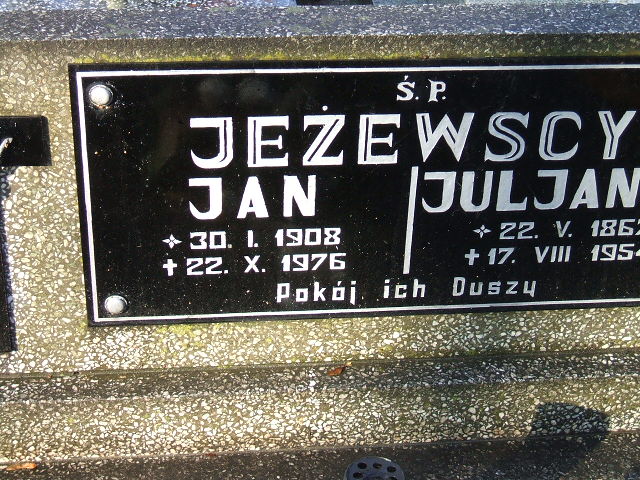 Ś. P.
JEŻEWSCY
JAN JULJAN
30. I. 1908 22. V. 186
22. X. 1976 17. VIII 195
Pokój ich Duszy